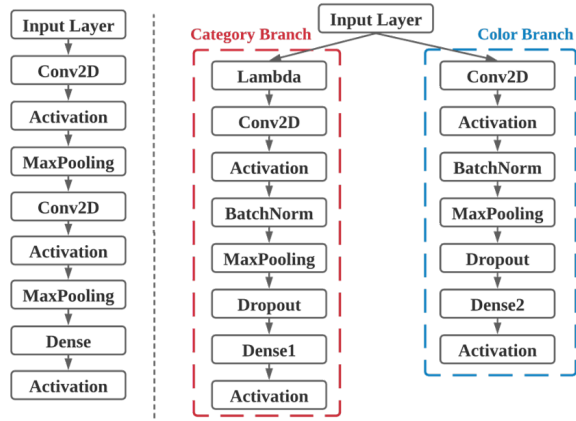 Input Layer
Conv2D
Activation
MaxPooling
Conv2D
Activation
MaxPooling
Dense
Activation
Input Layer
Category Branch
Lambda
Conv2D
Activation
BatchNorm
MaxPooling
Dropout
Dense1
Activation
Color Branch
Conv2D
Activation
BatchNorm
MaxPooling
Dropout
Dense2
Activation